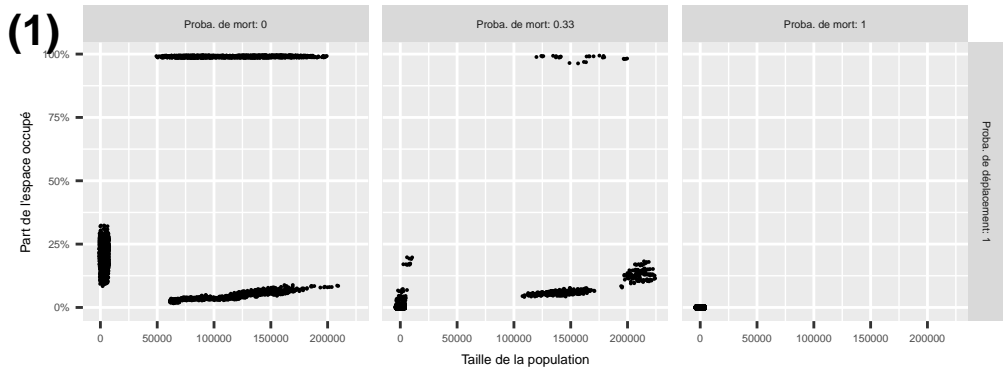 (1)
Proba. de mort: 0
Proba. de mort: 0.33
Proba. de mort: 1
100%
75%
50%
25%
0%
Part de l'espace occupé
Proba. de déplacement: 1
0 50000 100000 150000 200000
0 50000 100000 150000 200000
0 50000 100000 150000 200000
Taille de la population